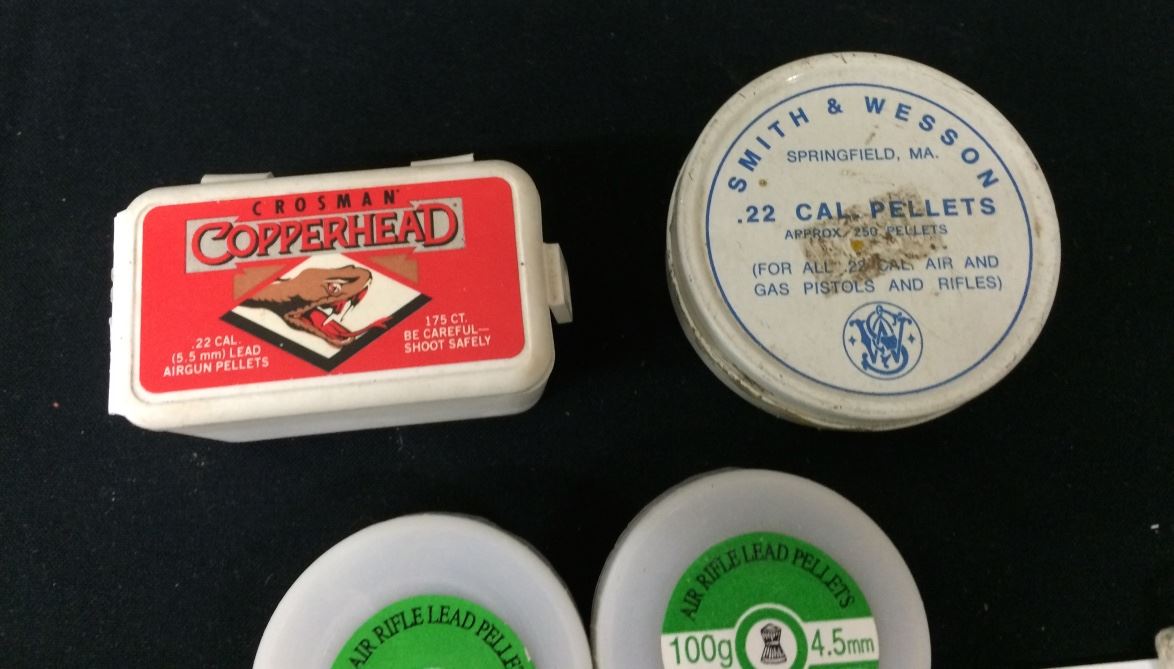 CROSMAN
COPPERHEAD
.22 CAL.
(5.5 mm) LEAD
AIRGUN PELLETS
175 CT.
BE CAREFUL—
SHOOT SAFELY
SMITH & WESSON
SPRINGFIELD, MA.
.22 CAL. PELLETS
APPROX. 250 PELLETS
(FOR ALL .22 CAL. AIR AND
GAS PISTOLS AND RIFLES)
SW
AIR RIFLE LEAD PELLE
AIR RIFLE LEAD PELLETS
100g 4.5mm